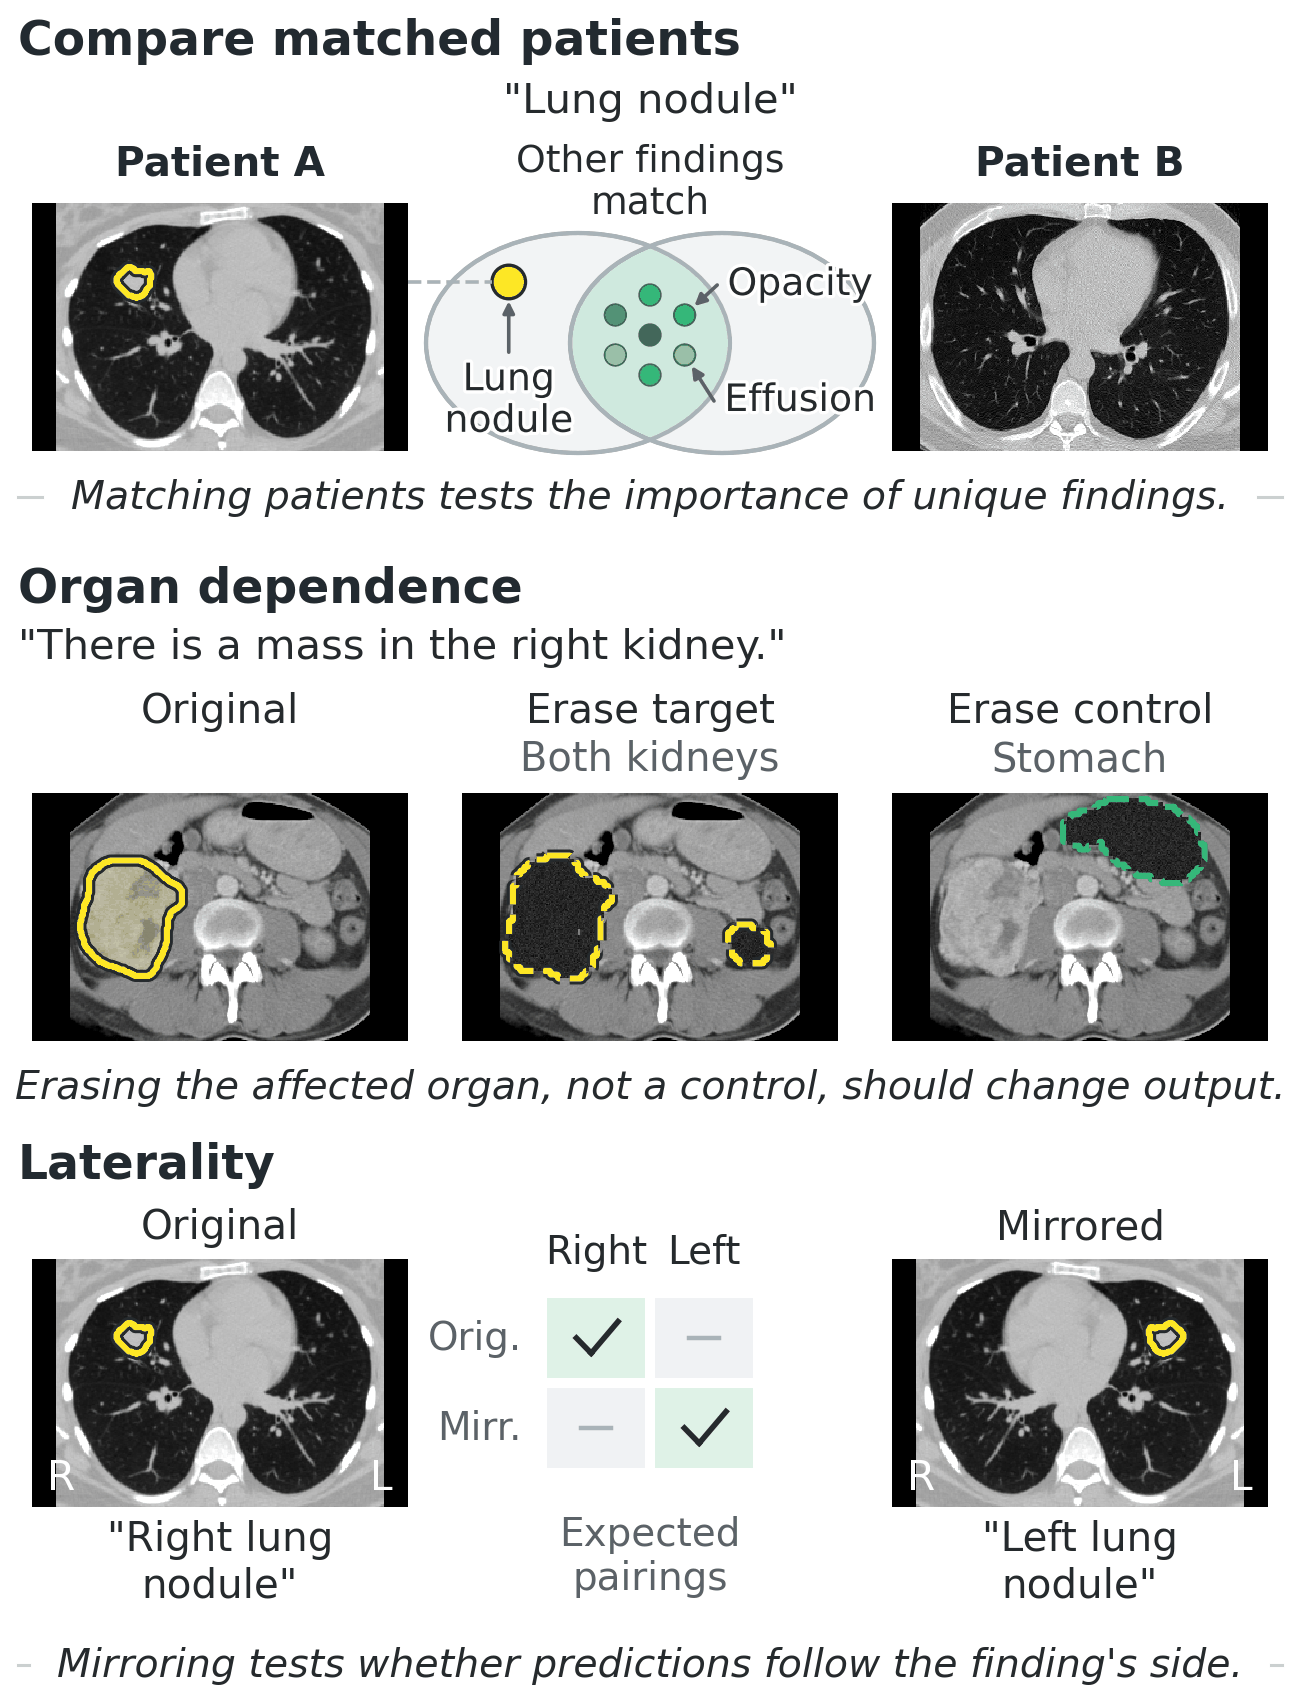 Compare matched patients
"Lung nodule"
Patient A
Other findings
match
Patient B
Opacity
Lung
nodule
Effusion
Matching patients tests the importance of unique findings.
Organ dependence
"There is a mass in the right kidney."
Original
Erase target
Erase control
Both kidneys
Stomach
Erasing the affected organ, not a control, should change output.
Laterality
Original
Mirrored
Right Left
Orig.
Mirr.
R L
R L
"Right lung
nodule"
Expected
pairings
"Left lung
nodule"
Mirroring tests whether predictions follow the finding's side.